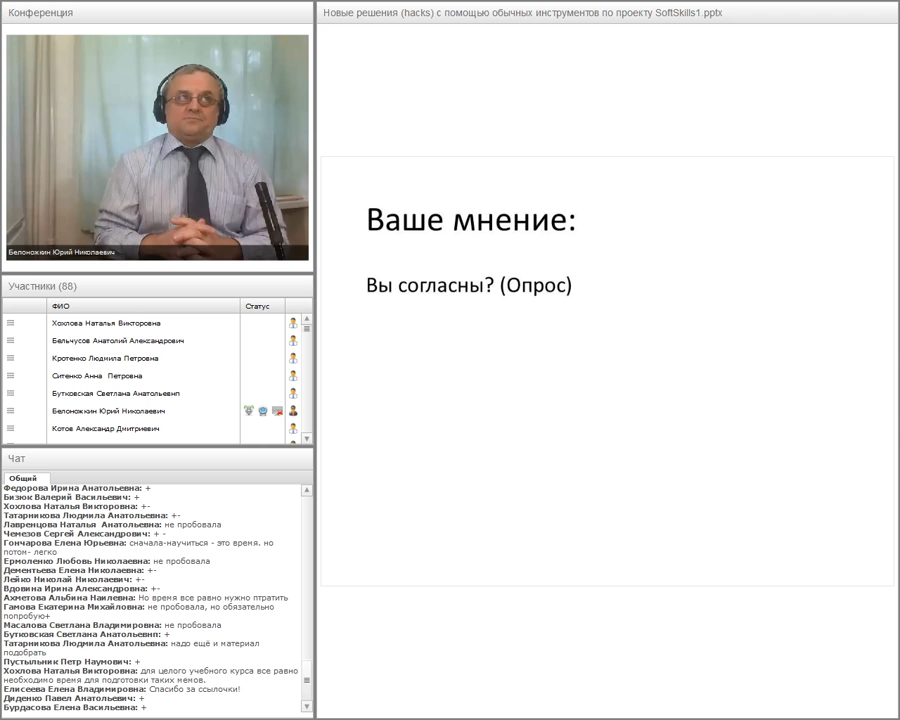 Конференция
Новые решения (hacks) с помощью обычных инструментов по проекту SoftSkills1.pptx
Белоножкин Юрий Николаевич
Ваше мнение:
Вы согласны? (Опрос)
Участники (88)
ФИО Статус
Хохлова Наталья Викторовна
Бельчусов Анатолий Александрович
Кротенко Людмила Петровна
Ситенко Анна Петровна
Бутковская Светлана Анатольевнп
Белоножкин Юрий Николаевич
Котов Александр Дмитриевич
Чат
Общий
Федорова Ирина Анатольевна: +
Бизюк Валерий Васильевич: +
Хохлова Наталья Викторовна: +-
Татарникова Людмила Анатольевна: +-
Лавренцова Наталья Анатольевна: не пробовала
Чемезов Сергей Александрович: + -
Гончарова Елена Юрьевна: сначала-научиться - это время. но
потом- легко
Ермоленко Любовь Николаевна: не пробовала
Дементьева Елена Николаевна: +-
Лейко Николай Николаевич: +-
Вдовина Ирина Александровна: +-
Ахметова Альбина Наилевна: Но время все равно нужно птратить
Гамова Екатерина Михайловна: не пробовала, но обязательно
попробую+
Масалова Светлана Владимировна: не пробовала
Бутковская Светлана Анатольевнп: +
Татарникова Людмила Анатольевна: надо ещё и материал
подобрать
Пустыльник Петр Наумович: +
Хохлова Наталья Викторовна: для целого учебного курса все равно
необходимо время для подготовки таких мемов.
Елисеева Елена Владимировна: Спасибо за ссылочки!
Диденко Павел Анатольевич: +
Бурдасова Елена Васильевна: +